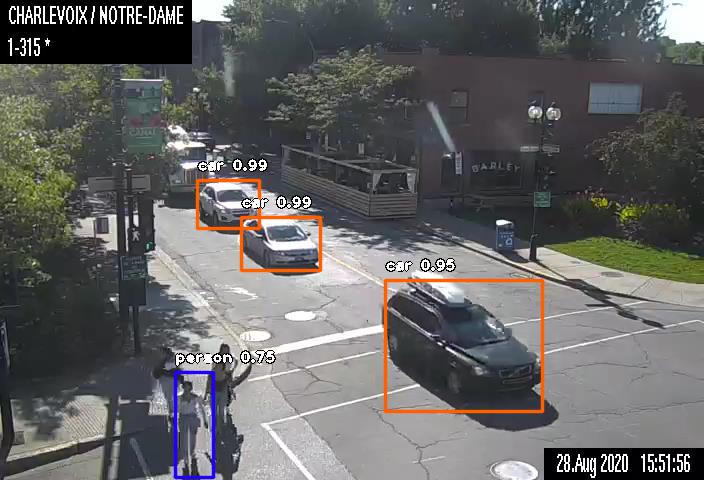 CHARLEVOIX / NOTRE-DAME
1-315 *
car 0.99
car 0.99
car 0.95
person 0.75
CANAL
BARLEY
28.Aug 2020 15:51:56